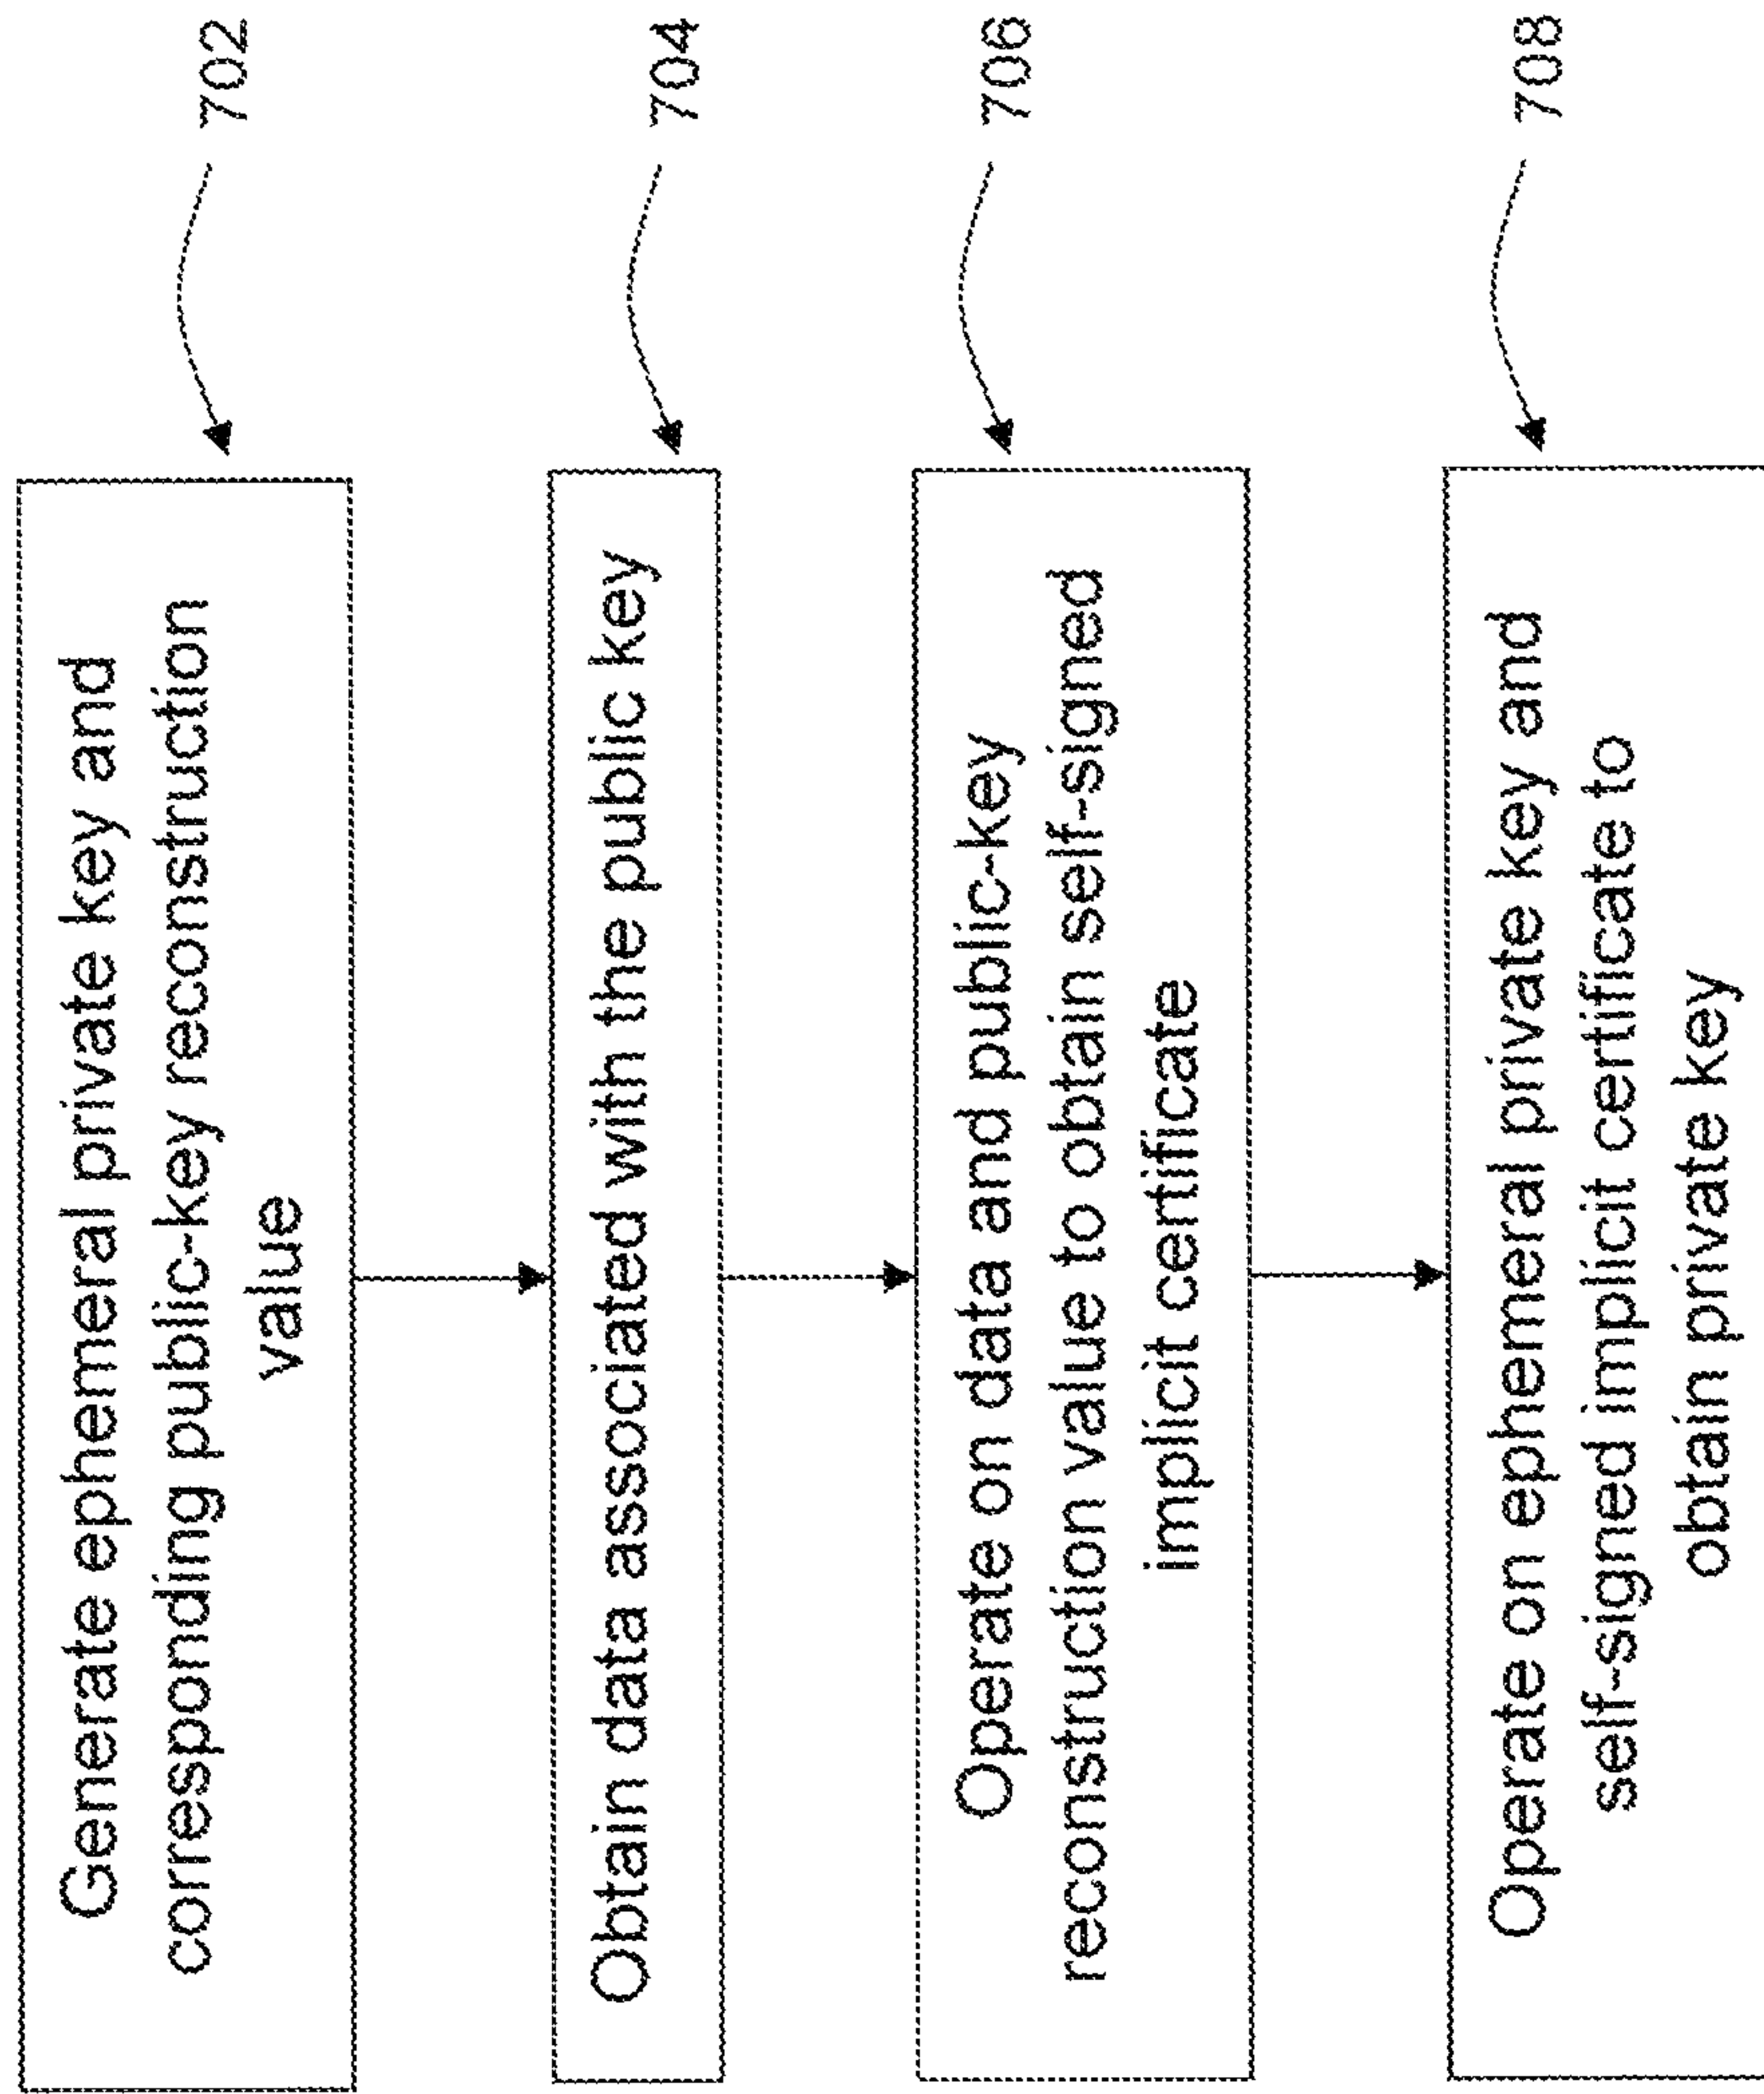 Generate ephemeral private key and
corresponding public-key reconstruction
value
702
Obtain data associated with the public key
704
Operate on data and public-key
reconstruction value to obtain self-signed
implicit certificate
706
Operate on ephemeral private key and
self-signed implicit certificate to
obtain private key
708